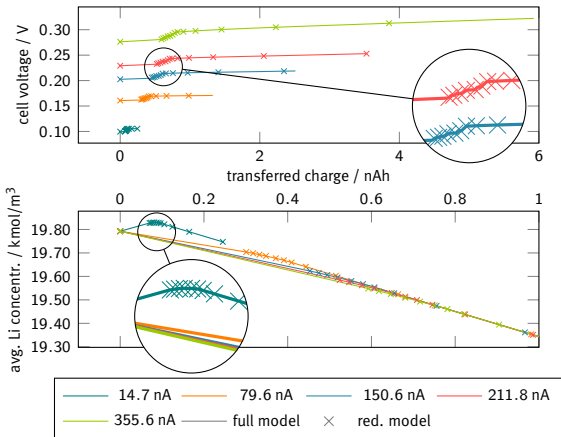 cell voltage / V
0.30
0.25
0.20
0.15
0.10
0 2 4 6
transferred charge / nAh
0 0.2 0.4 0.6 0.8 1
avg. Li concentr. / kmol/m³
19.80
19.70
19.60
19.50
19.40
19.30
14.7 nA 79.6 nA 150.6 nA 211.8 nA
355.6 nA full model red. model